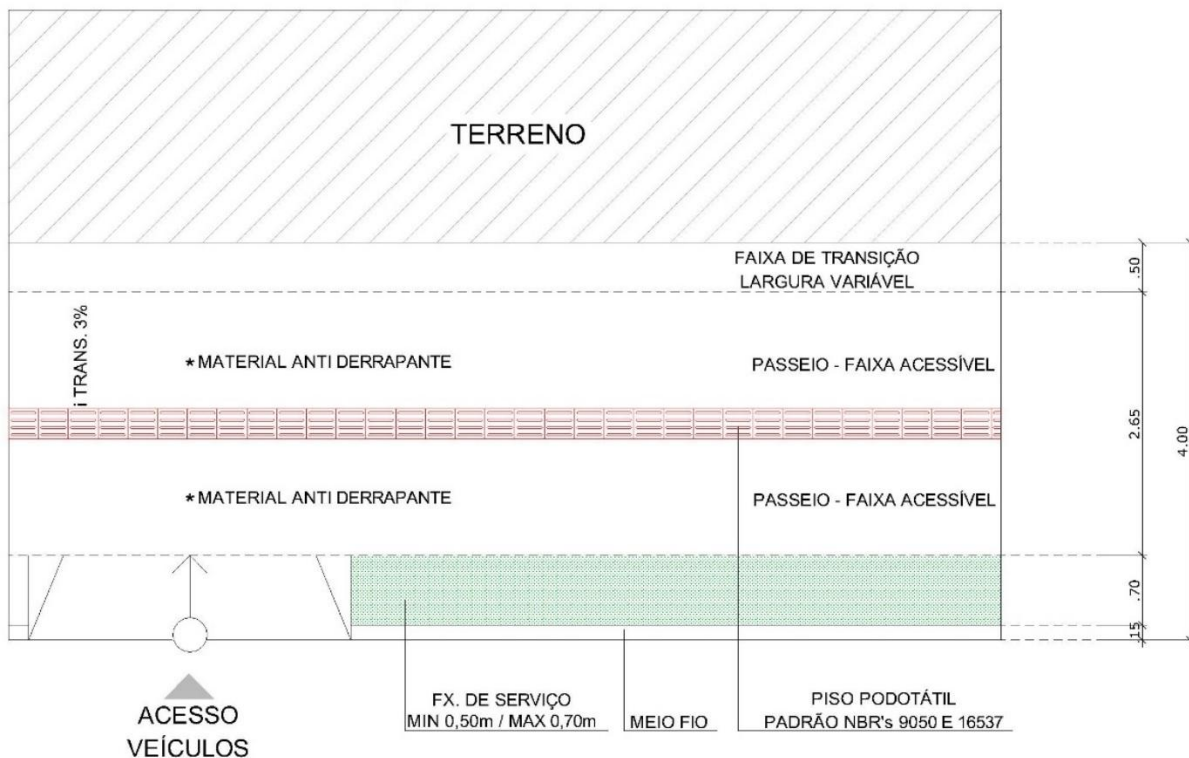 TERRENO
FAIXA DE TRANSIÇÃO
LARGURA VARIÁVEL
.50
i TRANS. 3%
* MATERIAL ANTI DERRAPANTE
PASSEIO - FAIXA ACESSÍVEL
2.65
4.00
* MATERIAL ANTI DERRAPANTE
PASSEIO - FAIXA ACESSÍVEL
.70
.15
FX. DE SERVIÇO
MIN 0,50m / MAX 0,70m
MEIO FIO
PISO PODOTÁTIL
PADRÃO NBR's 9050 E 16537
ACESSO
VEÍCULOS